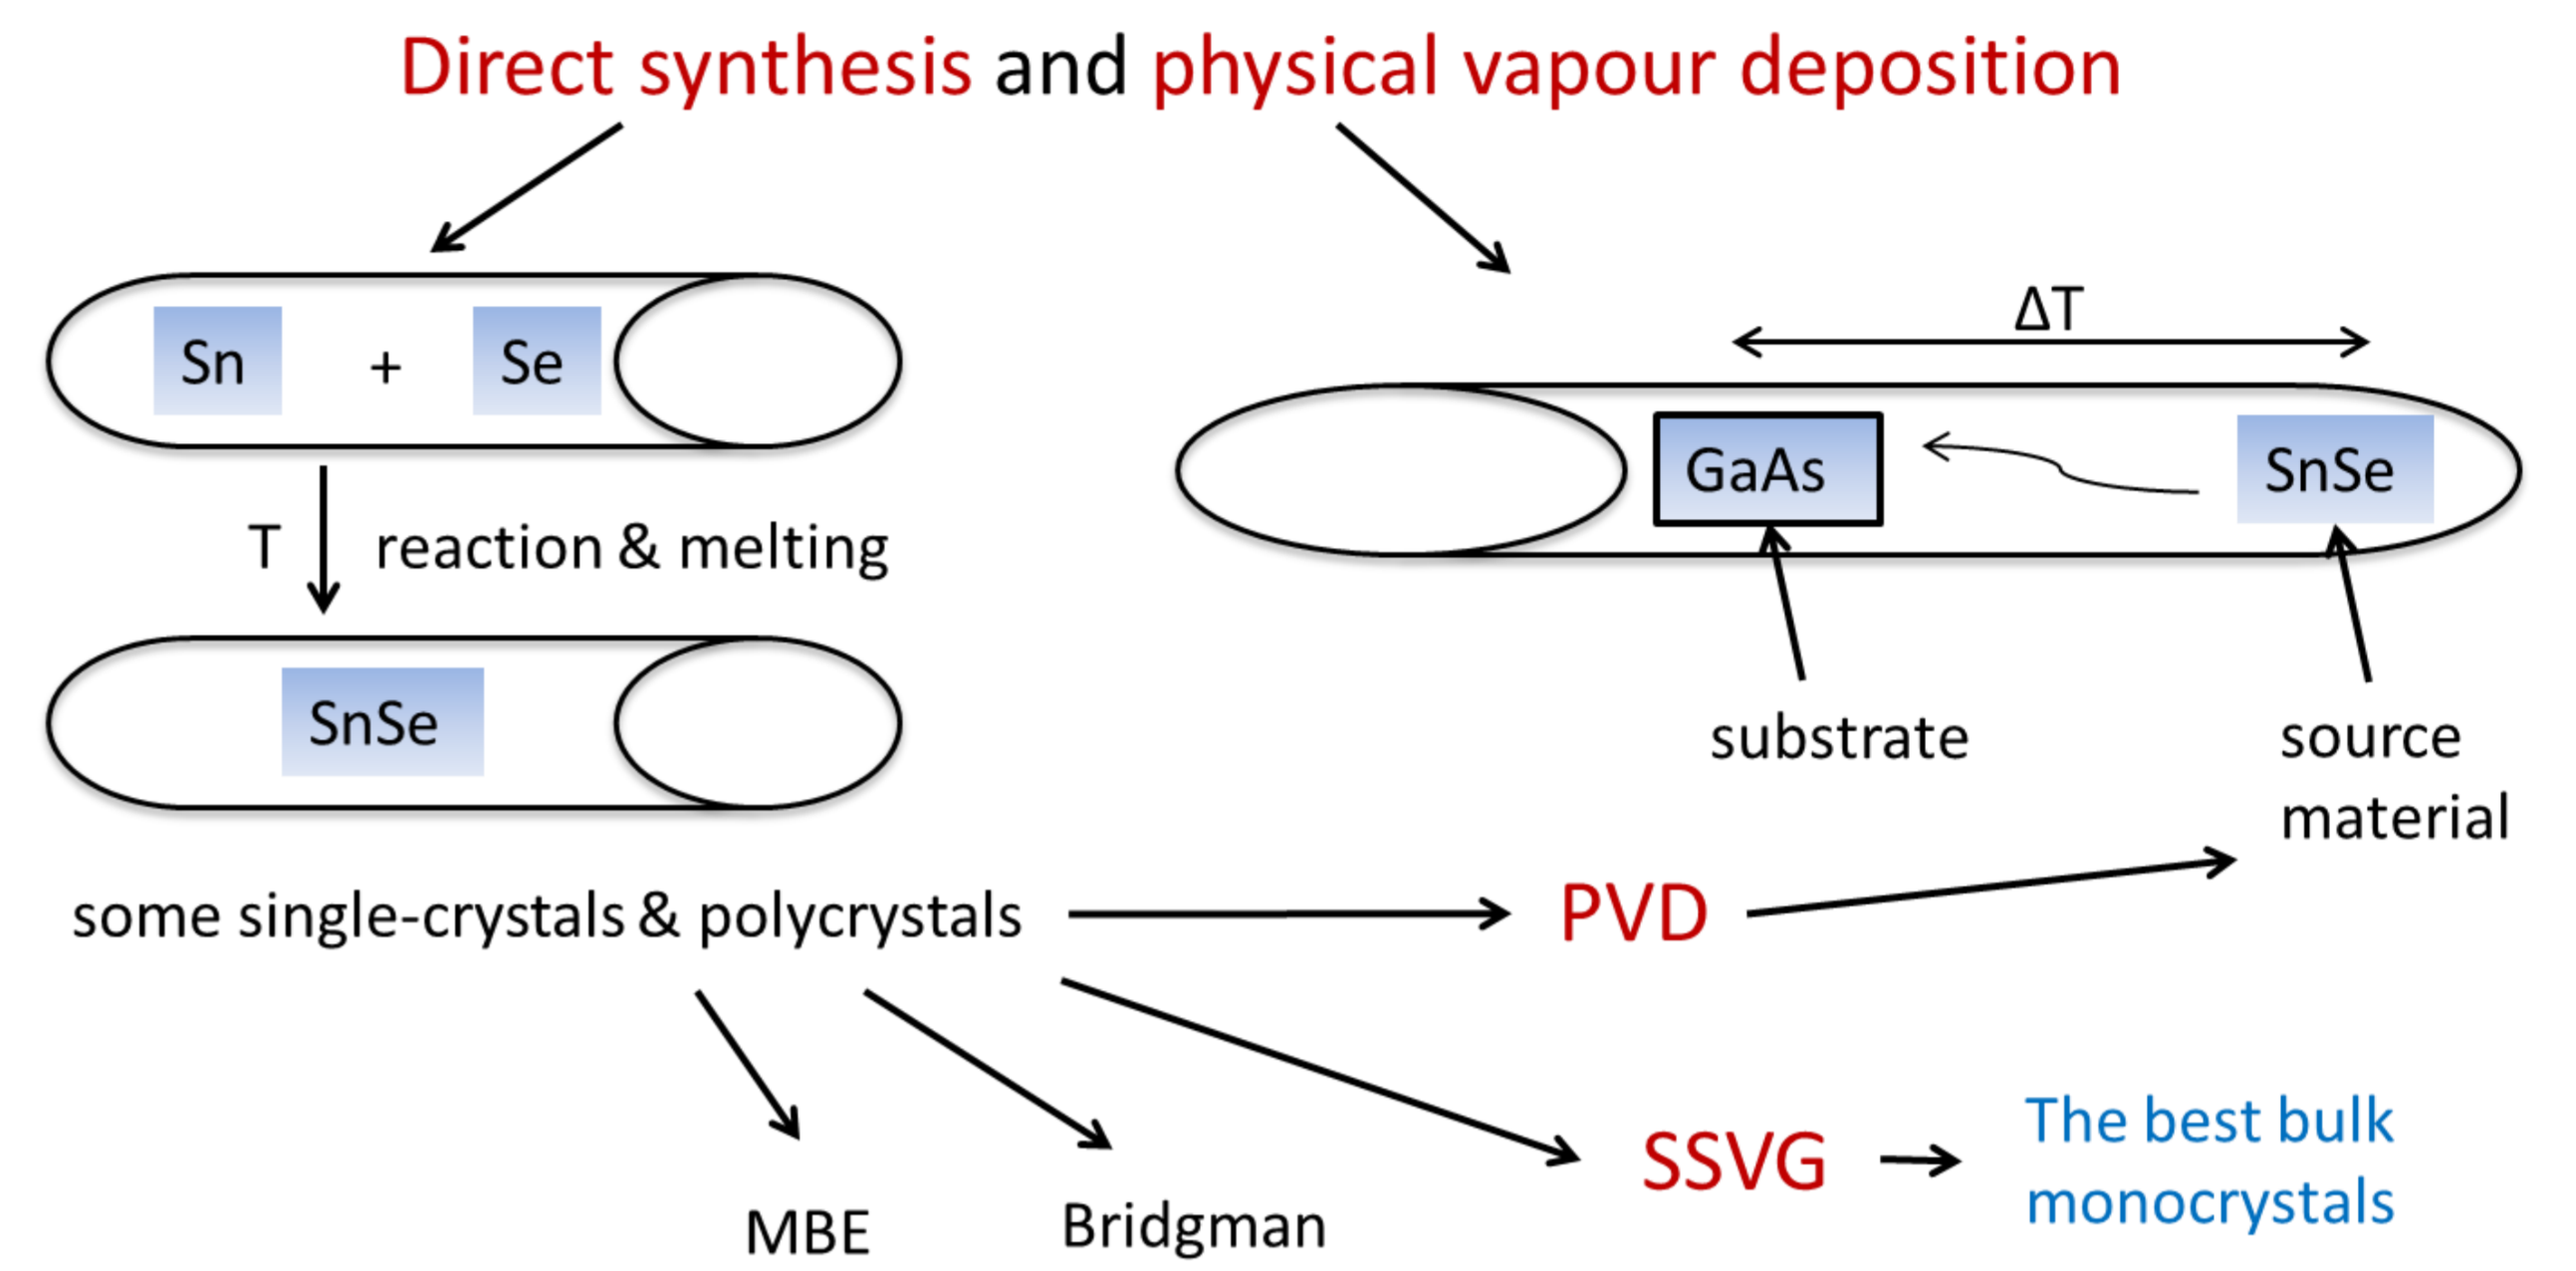 Direct synthesis and physical vapour deposition
Sn + Se
T reaction & melting
SnSe
ΔT
GaAs
SnSe
substrate
source
material
some single-crystals & polycrystals
PVD
MBE
Bridgman
SSVG
The best bulk
monocrystals